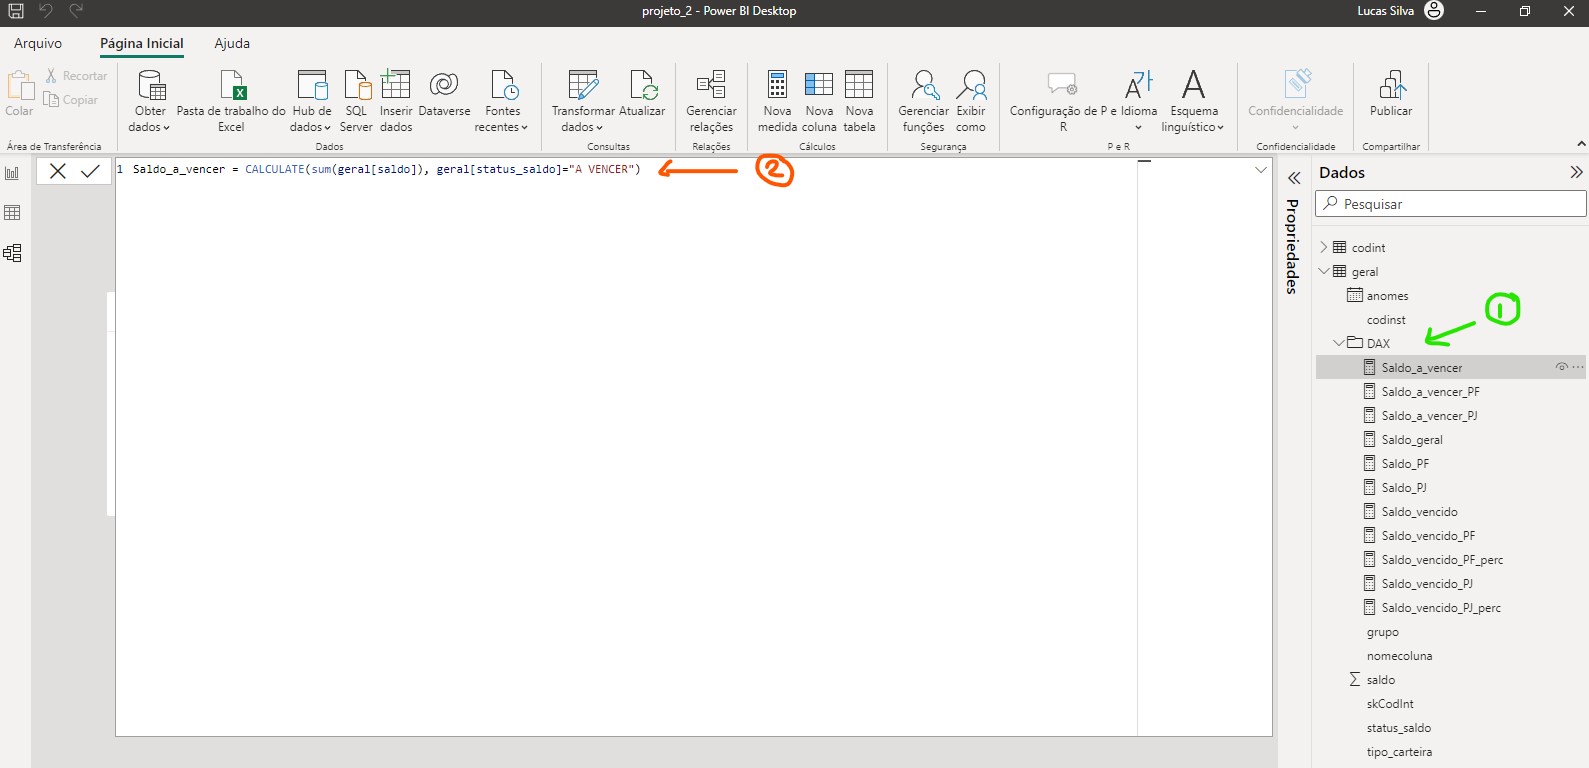 projeto_2 - Power BI Desktop
Lucas Silva
Arquivo
Página Inicial
Ajuda
Colar
Recortar
Copiar
Área de Transferência
Obter dados
Pasta de trabalho do Excel
Hub de dados
SQL Server
Inserir dados
Dataverse
Fontes recentes
Dados
Transformar dados
Atualizar
Consultas
Gerenciar relações
Relações
Nova medida
Nova coluna
Nova tabela
Cálculos
Gerenciar funções
Exibir como
Segurança
Configuração de P e R
Idioma
Esquema linguístico
P e R
Confidencialidade
Confidencialidade
Publicar
Compartilhar
1 Saldo_a_vencer = CALCULATE(sum(geral[saldo]), geral[status_saldo]="A VENCER")
2
Propriedades
Dados
Pesquisar
codint
geral
anomes
codinst
1
DAX
Saldo_a_vencer
Saldo_a_vencer_PF
Saldo_a_vencer_PJ
Saldo_geral
Saldo_PF
Saldo_PJ
Saldo_vencido
Saldo_vencido_PF
Saldo_vencido_PF_perc
Saldo_vencido_PJ
Saldo_vencido_PJ_perc
grupo
nomecoluna
saldo
skCodInt
status_saldo
tipo_carteira